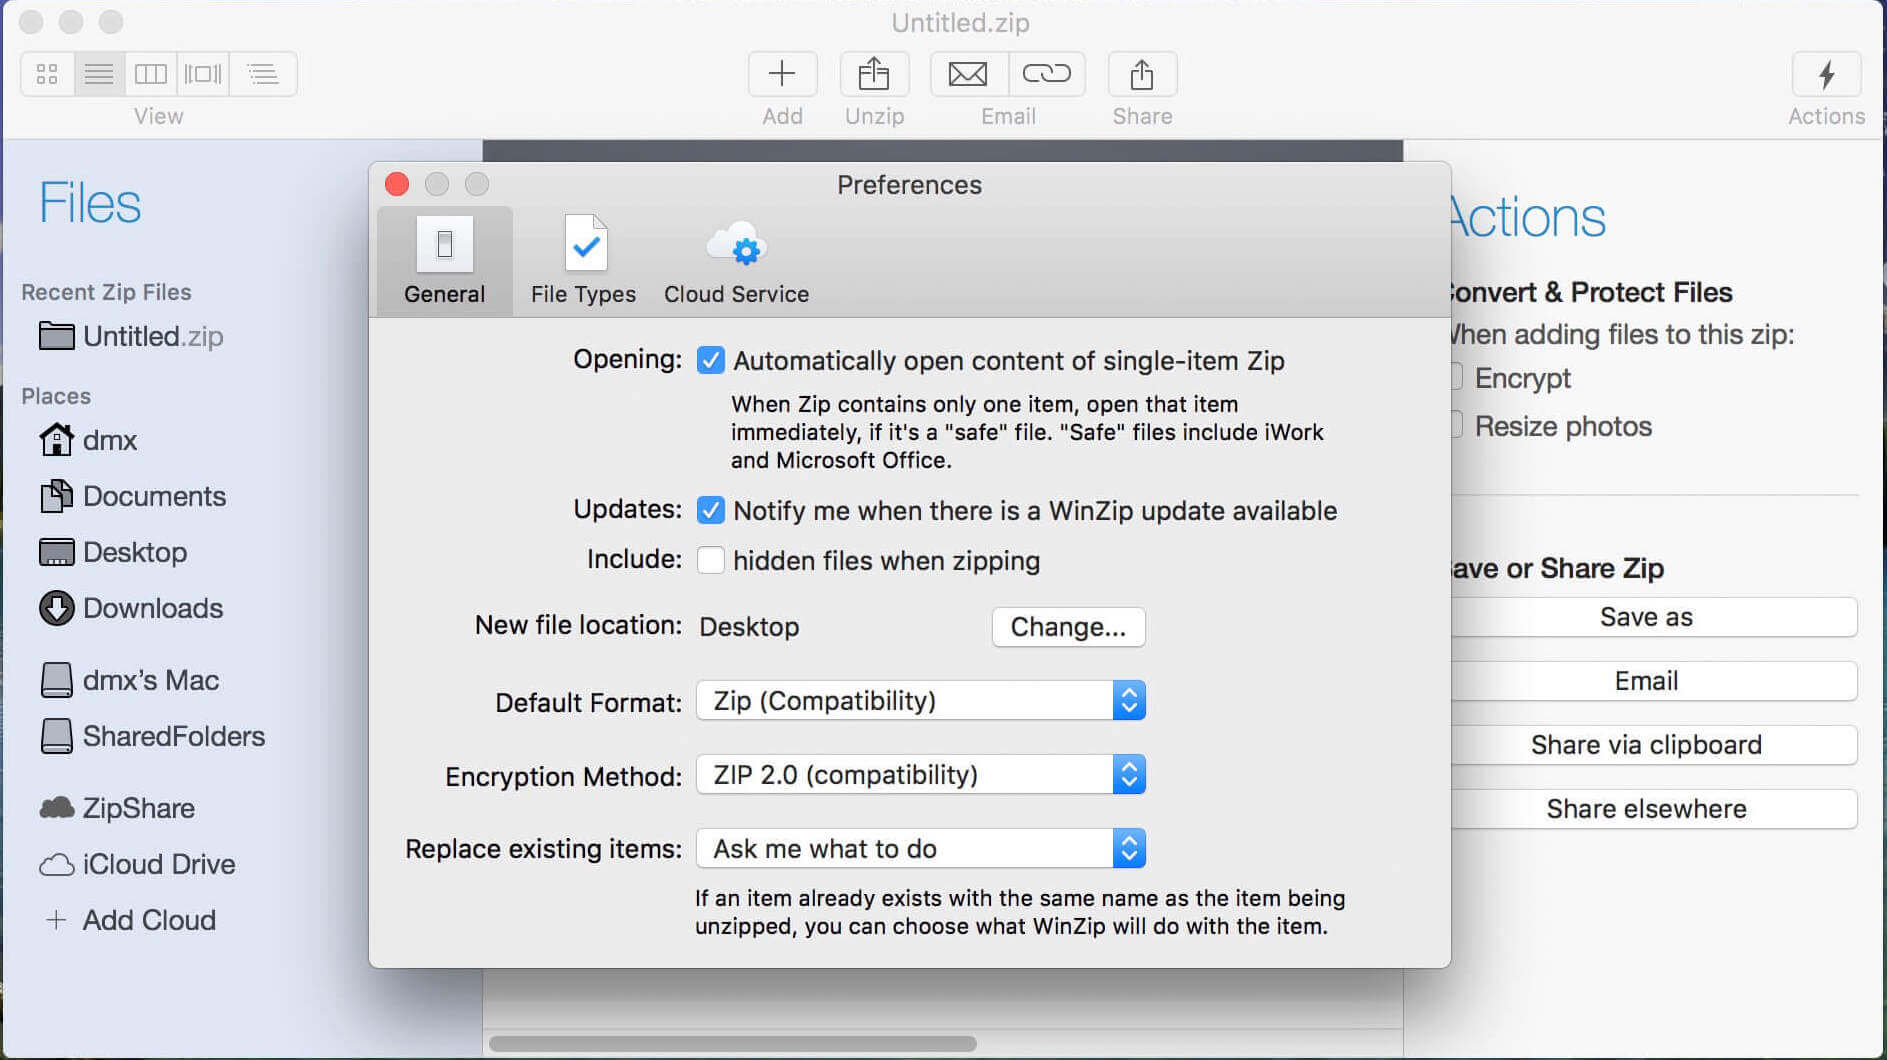 Untitled.zip
View
Add
Unzip
Email
Share
Actions
Files
Recent Zip Files
Untitled.zip
Places
dmx
Documents
Desktop
Downloads
dmx’s Mac
SharedFolders
ZipShare
iCloud Drive
Add Cloud
Preferences
General
File Types
Cloud Service
Opening: Automatically open content of single-item Zip
When Zip contains only one item, open that item
immediately, if it's a "safe" file. "Safe" files include iWork
and Microsoft Office.
Updates: Notify me when there is a WinZip update available
Include: hidden files when zipping
New file location: Desktop Change...
Default Format: Zip (Compatibility)
Encryption Method: ZIP 2.0 (compatibility)
Replace existing items: Ask me what to do
If an item already exists with the same name as the item being
unzipped, you can choose what WinZip will do with the item.
Actions
onvert & Protect Files
hen adding files to this zip:
Encrypt
Resize photos
ave or Share Zip
Save as
Email
Share via clipboard
Share elsewhere